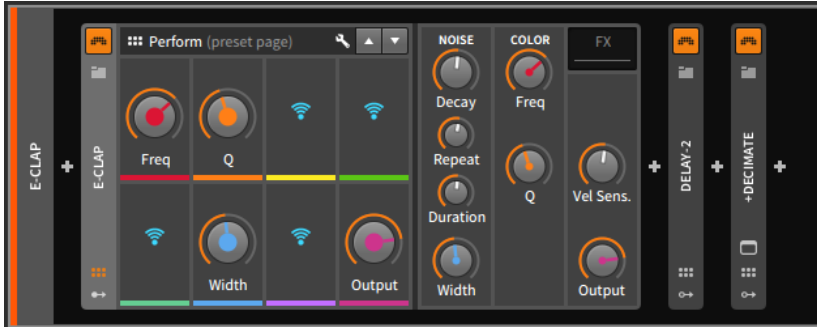 E-CLAP
E-CLAP
Perform (preset page)
Freq
Q
Width
Output
NOISE
Decay
Repeat
Duration
Width
COLOR
Freq
Q
FX
Vel Sens.
Output
DELAY-2
+DECIMATE